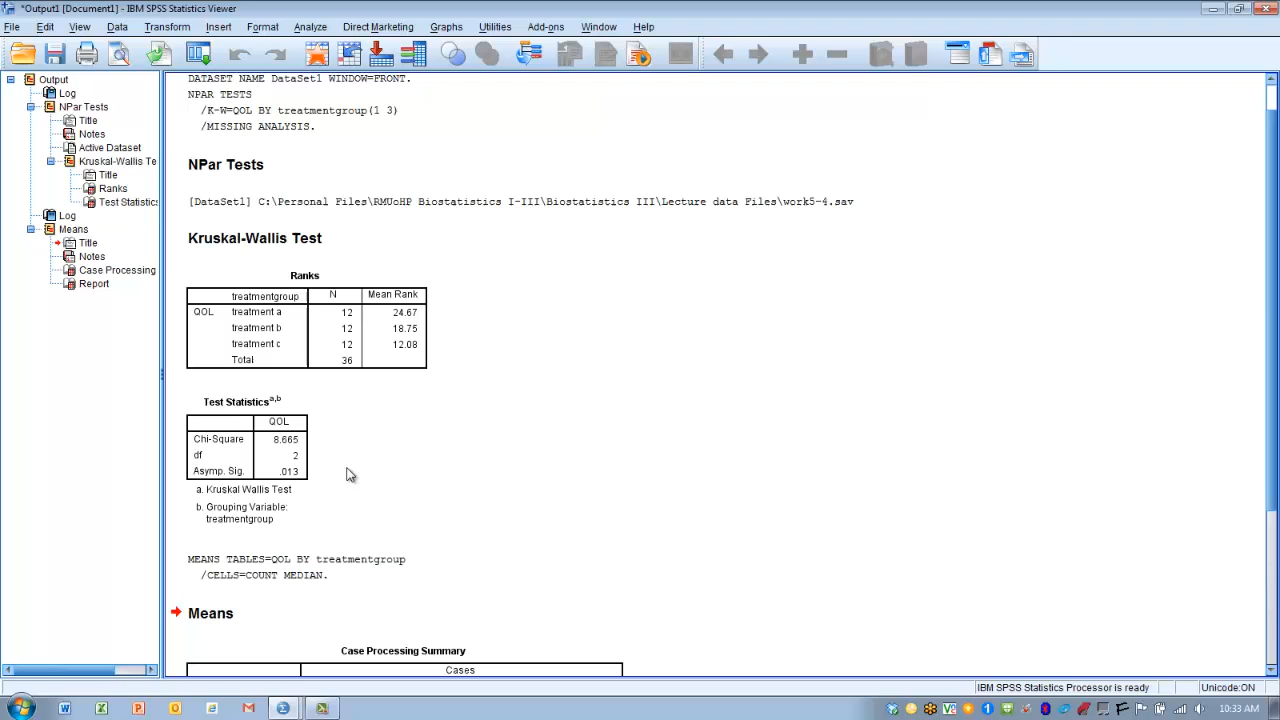 *Output1 [Document1] - IBM SPSS Statistics Viewer
File Edit View Data Transform Insert Format Analyze Direct Marketing Graphs Utilities Add-ons Window Help
Output
Log
NPar Tests
Title
Notes
Active Dataset
Kruskal-Wallis Te
Title
Ranks
Test Statistics
Log
Means
Title
Notes
Case Processing
Report
DATASET NAME DataSet1 WINDOW=FRONT.
NPAR TESTS
/K-W=QOL BY treatmentgroup(1 3)
/MISSING ANALYSIS.
NPar Tests
[DataSet1] C:\Personal Files\RMUoHP Biostatistics I-III\Biostatistics III\Lecture data Files\work5-4.sav
Kruskal-Wallis Test
Ranks
treatmentgroup N Mean Rank
QOL treatment a 12 24.67
treatment b 12 18.75
treatment c 12 12.08
Total 36
Test Statistics a,b
QOL
Chi-Square 8.665
df 2
Asymp. Sig. .013
a. Kruskal Wallis Test
b. Grouping Variable:
treatmentgroup
MEANS TABLES=QOL BY treatmentgroup
/CELLS=COUNT MEDIAN.
Means
Case Processing Summary
Cases
IBM SPSS Statistics Processor is ready Unicode:ON
10:33 AM